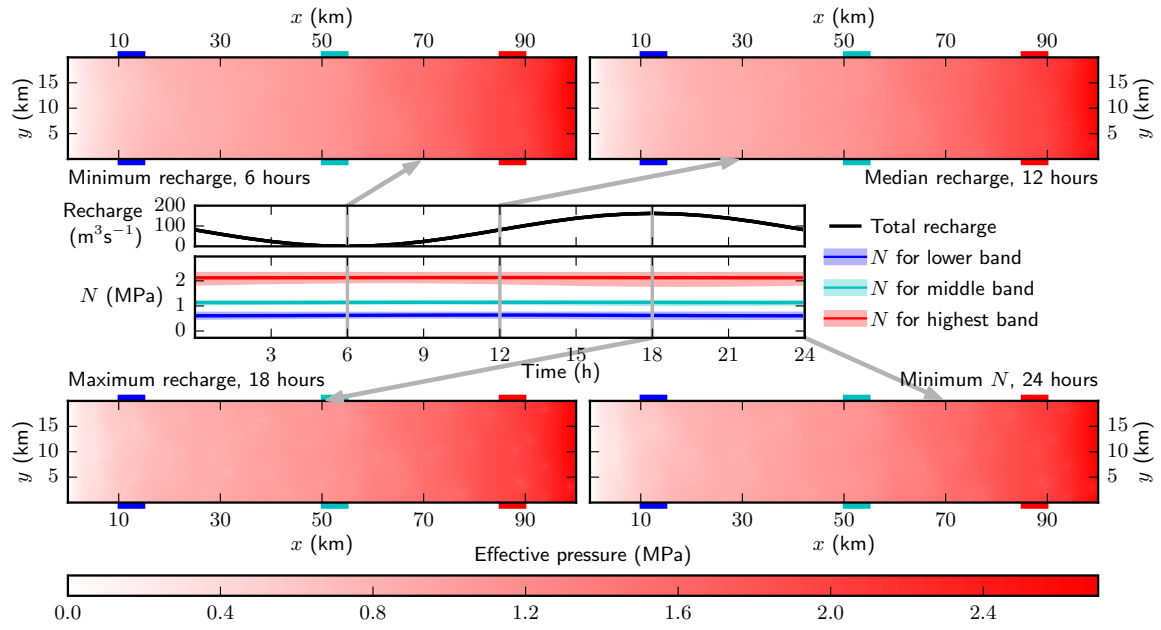 x (km) x (km)
10 30 50 70 90 10 30 50 70 90
y (km) 15 10 5 15 10 5 y (km)
Minimum recharge, 6 hours Median recharge, 12 hours
Recharge
(m³s⁻¹)
200
100
0
Total recharge
N for lower band
N for middle band
N for highest band
N (MPa)
2
1
0
3 6 9 12 15 18 21 24
Time (h)
Maximum recharge, 18 hours Minimum N, 24 hours
y (km) 15 10 5 15 10 5 y (km)
10 30 50 70 90 10 30 50 70 90
x (km) x (km)
Effective pressure (MPa)
0.0 0.4 0.8 1.2 1.6 2.0 2.4